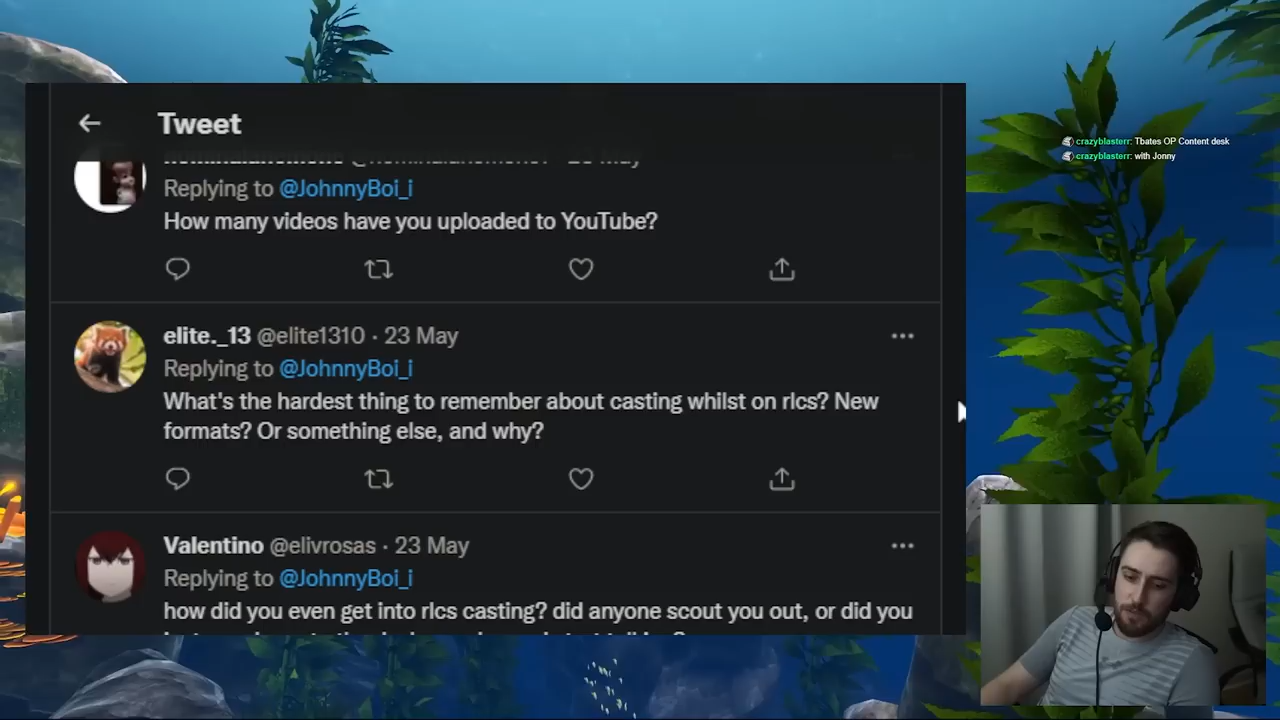 Tweet
Replying to @JohnnyBoi_i
How many videos have you uploaded to YouTube?
elite._13 @elite1310 · 23 May
Replying to @JohnnyBoi_i
What's the hardest thing to remember about casting whilst on rlcs? New
formats? Or something else, and why?
Valentino @elivrosas · 23 May
Replying to @JohnnyBoi_i
how did you even get into rlcs casting? did anyone scout you out, or did you
crazyblasterr: Tbates OP Content desk
crazyblasterr: with Jonny